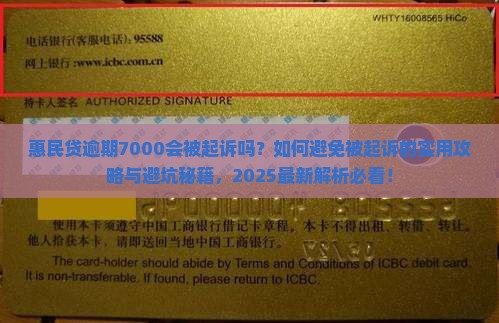 WHTY16008565 HiCo
电话银行(客服电话): 95588
网上银行:www.icbc.com.cn
持卡人签名 AUTHORIZED SIGNATURE
惠民贷逾期7000会被起诉吗？如何避免被起诉的实用攻
略与避坑秘籍，2025最新解析必看！
使用本卡须遵守中国工商银行借记卡章程。本卡不得出租、转借、转让。
他人拾获本卡，请即送回当地中国工商银行。
The card-holder should abide by Terms and Conditions of ICBC debit card.
It is non-transferable. If found, please return to ICBC.